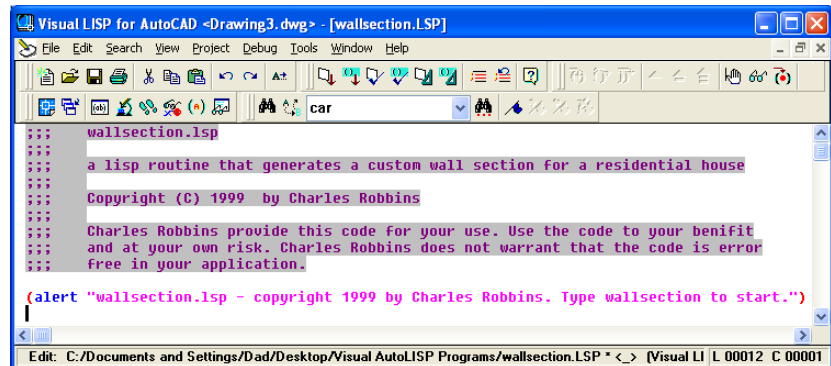 Visual LISP for AutoCAD <Drawing3.dwg> - [wallsection.LSP]
File Edit Search View Project Debug Tools Window Help
car
;;; wallsection.lsp
;;;
;;; a lisp routine that generates a custom wall section for a residential house
;;;
;;; Copyright (C) 1999 by Charles Robbins
;;;
;;; Charles Robbins provide this code for your use. Use the code to your benifit
;;; and at your own risk. Charles Robbins does not warrant that the code is error
;;; free in your application.
(alert "wallsection.lsp - copyright 1999 by Charles Robbins. Type wallsection to start.")
Edit: C:/Documents and Settings/Dad/Desktop/Visual AutoLISP Programs/wallsection.LSP * <_> (Visual LI L 00012 C 00001